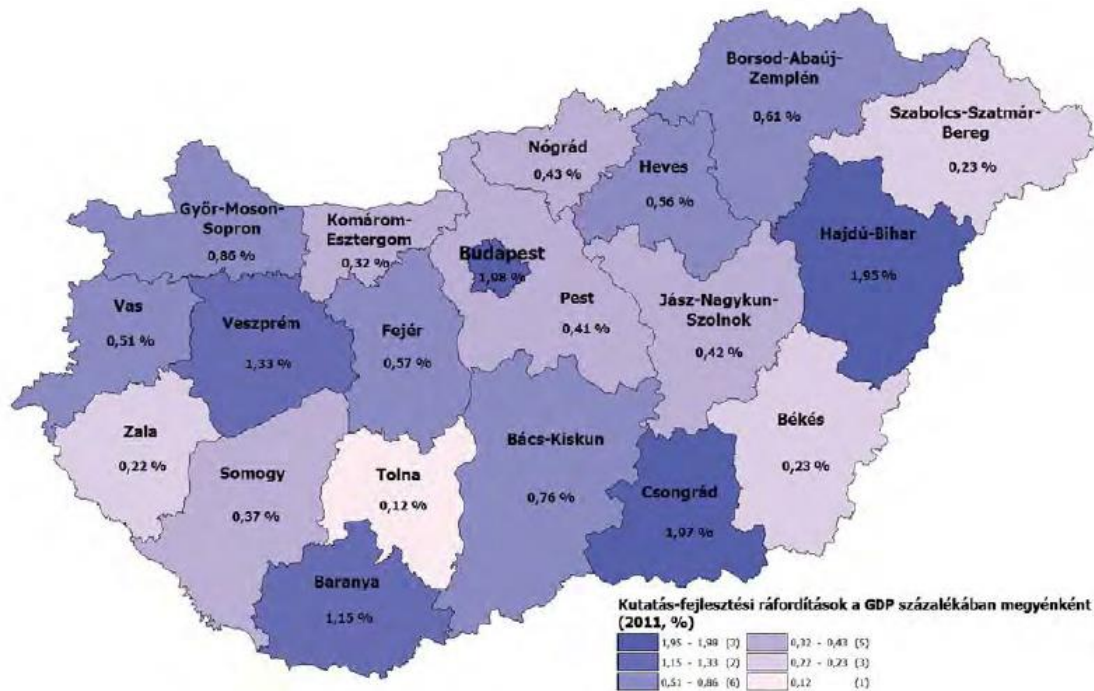 Borsod-Abaúj-
Zemplén
0,61 %
Szabolcs-Szatmár-
Bereg
0,23 %
Nógrád
0,43 %
Heves
0,56 %
Győr-Moson-
Sopron
0,86 %
Komárom-
Esztergom
0,32 %
Budapest
1,98 %
Hajdú-Bihar
1,95 %
Vas
0,51 %
Veszprém
1,33 %
Fejér
0,57 %
Pest
0,41 %
Jász-Nagykun-
Szolnok
0,42 %
Zala
0,22 %
Somogy
0,37 %
Tolna
0,12 %
Bács-Kiskun
0,76 %
Csongrád
1,97 %
Békés
0,23 %
Baranya
1,15 %
Kutatás-fejlesztési ráfordítások a GDP százalékában megyénként
(2011, %)
1,95 - 1,98
1,15 - 1,33 (2)
0,51 - 0,86 (6)
0,32 - 0,43 (5)
0,22 - 0,23 (3)
0,12 (1)